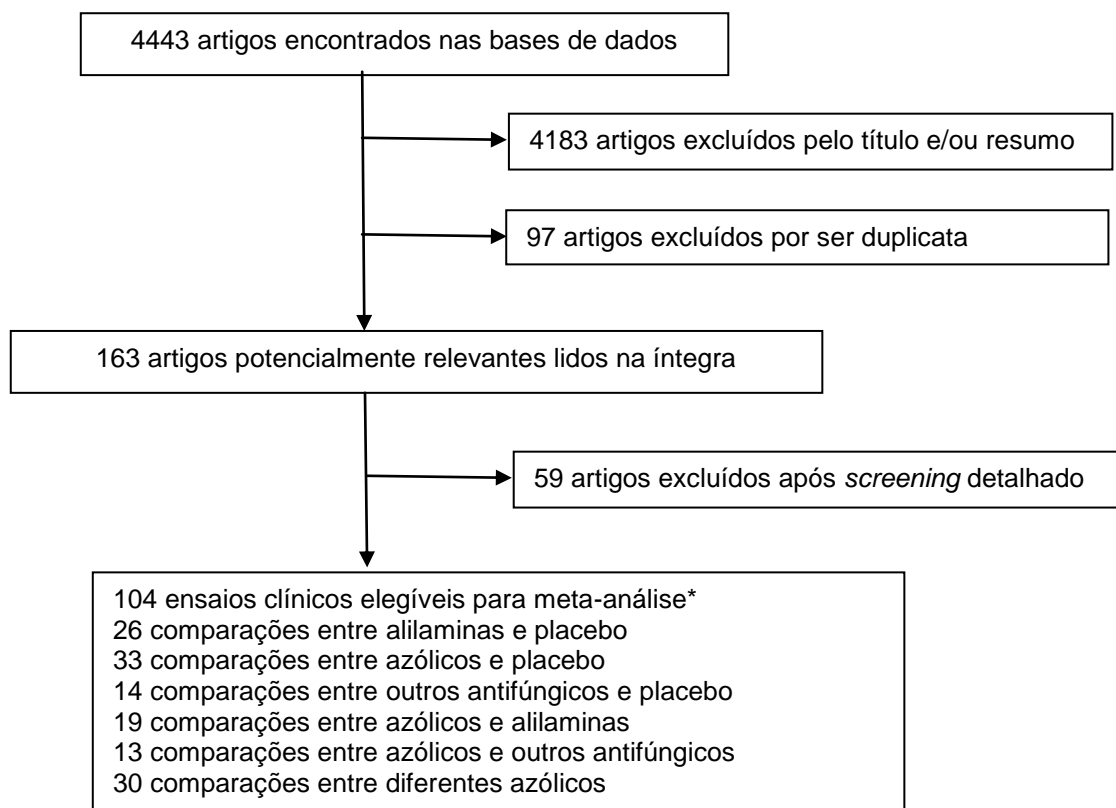 4443 artigos encontrados nas bases de dados
4183 artigos excluídos pelo título e/ou resumo
97 artigos excluídos por ser duplicata
163 artigos potencialmente relevantes lidos na íntegra
59 artigos excluídos após screening detalhado
104 ensaios clínicos elegíveis para meta-análise*
26 comparações entre alilaminas e placebo
33 comparações entre azólicos e placebo
14 comparações entre outros antifúngicos e placebo
19 comparações entre azólicos e alilaminas
13 comparações entre azólicos e outros antifúngicos
30 comparações entre diferentes azólicos